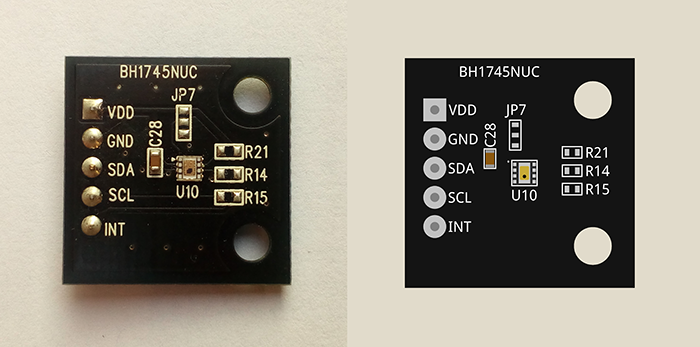 BH1745NUC
JP7
VDD
GND
C28
SDA
SCL
INT
U10
R21
R14
R15
BH1745NUC
JP7
VDD
GND
C28
SDA
SCL
INT
U10
R21
R14
R15